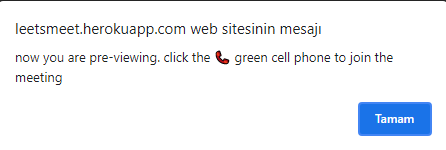 leetsmeet.herokuapp.com web sitesinin mesajı
now you are pre-viewing. click the 📞 green cell phone to join the
meeting
Tamam